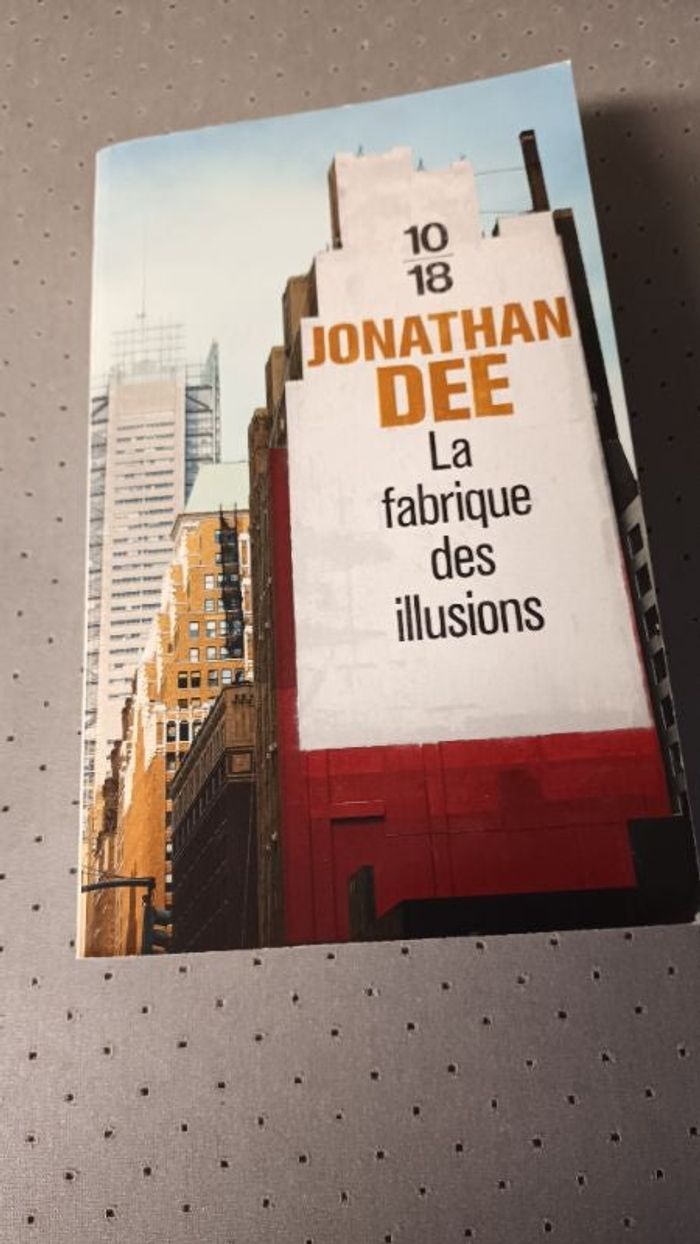 10
18
JONATHAN
DEE
La
fabrique
des
illusions